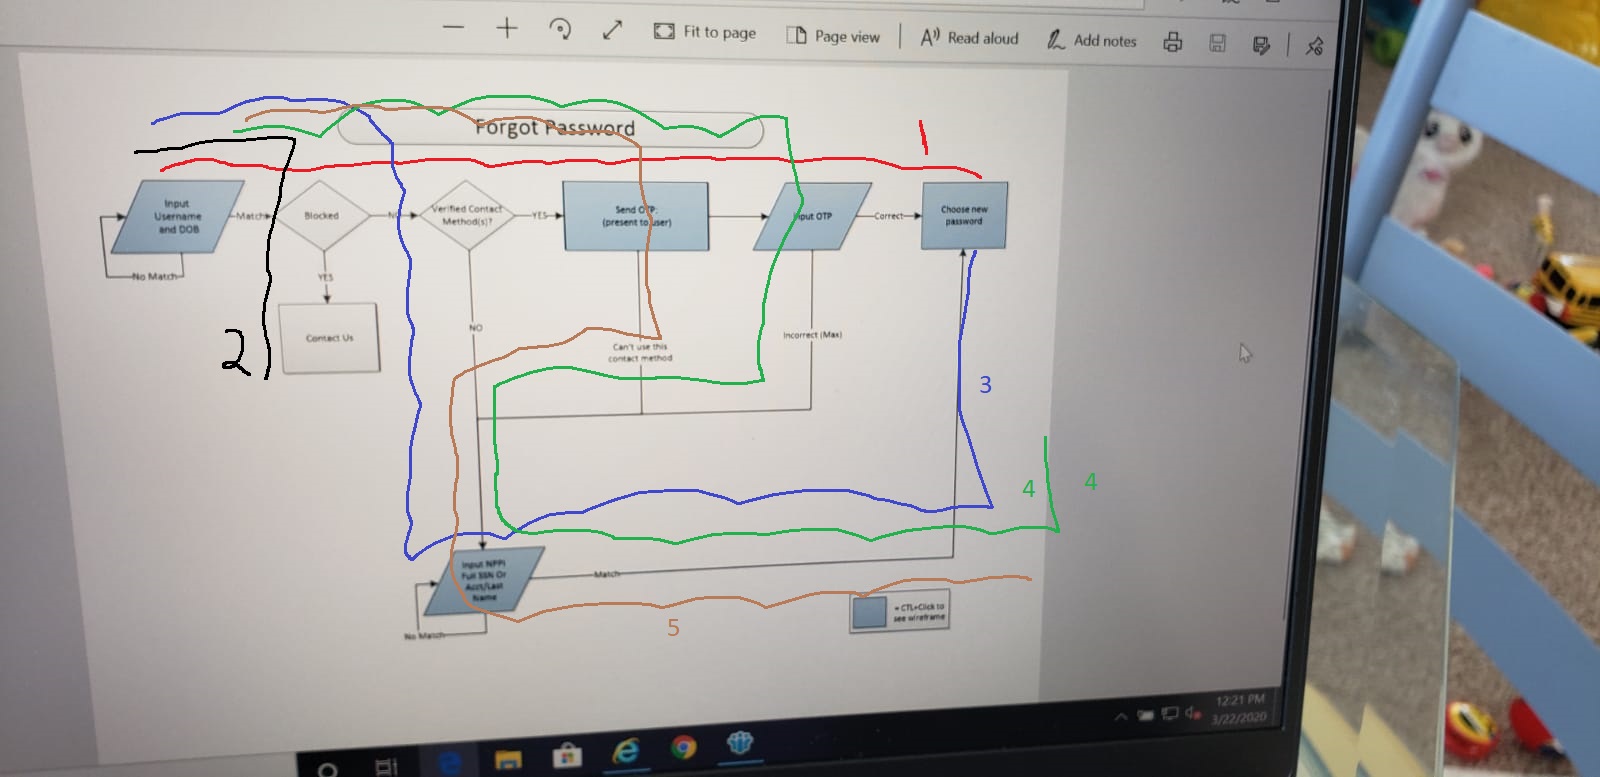 Fit to page
Page view
Read aloud
Add notes
Forgot Password
1
Input
Username
and DOB
Match
No Match
Blocked
NO
YES
Contact Us
2
Verified Contact
Method(s)?
YES
NO
Send OTP:
(present to user)
Can't use this
contact method
Input OTP
Correct
Incorrect (Max)
Choose new
password
3
4
4
Input NPPI
Full SSN Or
Acct/Last
Name
Match
No Match
5
= CTL+Click to
see wireframe
12:21 PM
3/22/2020